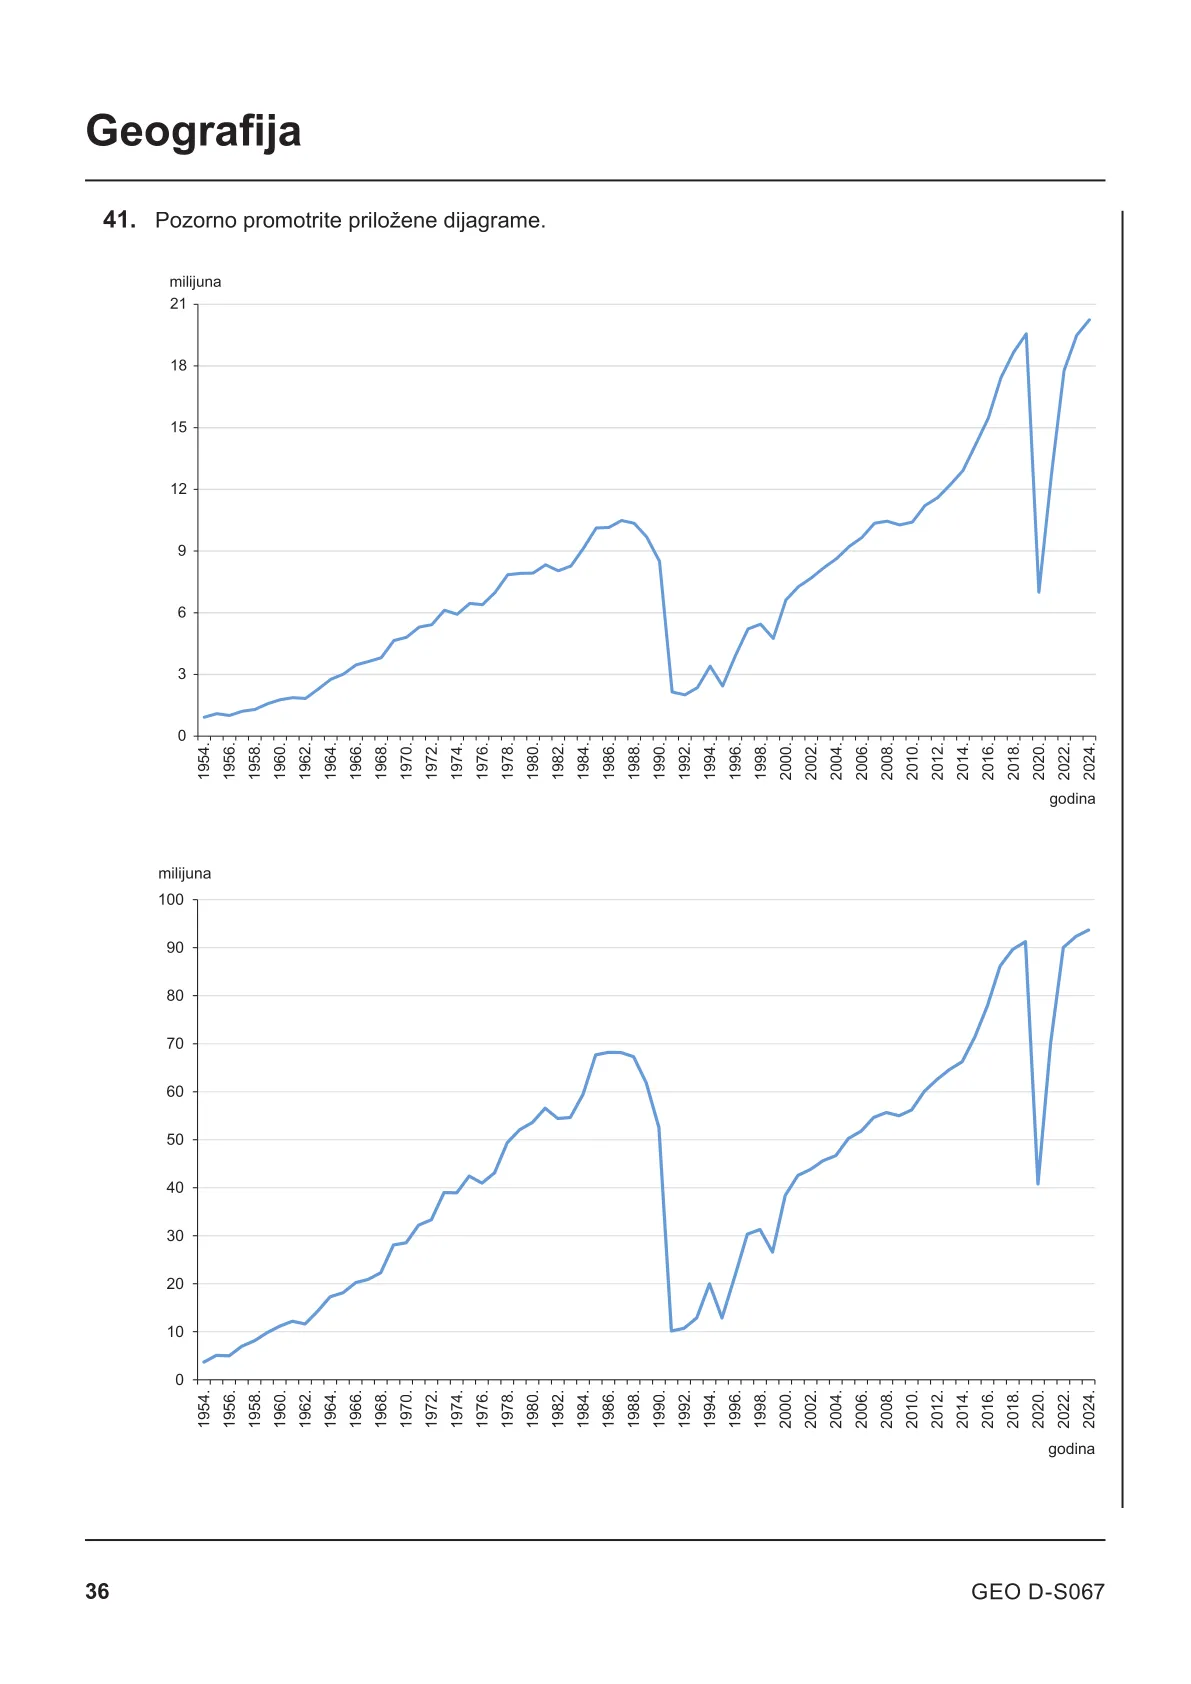 Geografija
41. Pozorno promotrite priložene dijagrame.
milijuna
21
18
15
12
9
6
3
0
1954. 1956. 1958. 1960. 1962. 1964. 1966. 1968. 1970. 1972. 1974. 1976. 1978. 1980. 1982. 1984. 1986. 1988. 1990. 1992. 1994. 1996. 1998. 2000. 2002. 2004. 2006. 2008. 2010. 2012. 2014. 2016. 2018. 2020. 2022. 2024.
godina
milijuna
100
90
80
70
60
50
40
30
20
10
0
1954. 1956. 1958. 1960. 1962. 1964. 1966. 1968. 1970. 1972. 1974. 1976. 1978. 1980. 1982. 1984. 1986. 1988. 1990. 1992. 1994. 1996. 1998. 2000. 2002. 2004. 2006. 2008. 2010. 2012. 2014. 2016. 2018. 2020. 2022. 2024.
godina
36
GEO D-S067